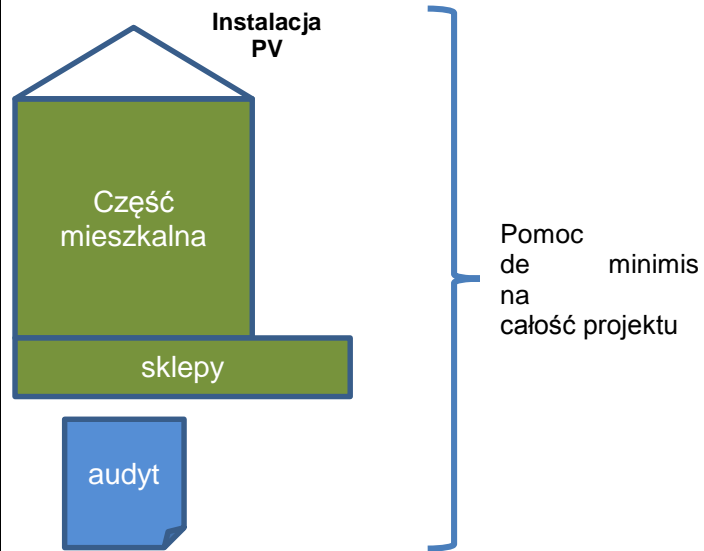 Instalacja
PV
Część
mieszkalna
sklepy
audyt
Pomoc
de minimis
na
całość projektu